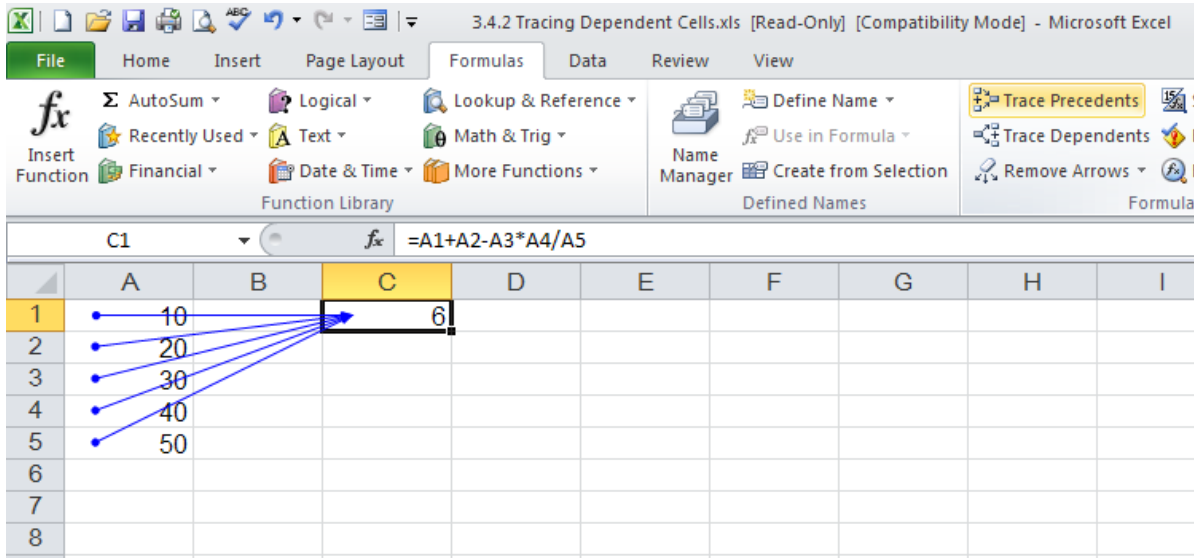 3.4.2 Tracing Dependent Cells.xls [Read-Only] [Compatibility Mode] - Microsoft Excel
File Home Insert Page Layout Formulas Data Review View
fx Insert Function
Σ AutoSum
Recently Used
Financial
Logical
Text
Date & Time
Lookup & Reference
Math & Trig
More Functions
Function Library
Name Manager
Define Name
Use in Formula
Create from Selection
Defined Names
Trace Precedents
Trace Dependents
Remove Arrows
Formula
C1 fx =A1+A2-A3*A4/A5
A B C D E F G H I
1 10 6
2 20
3 30
4 40
5 50
6
7
8